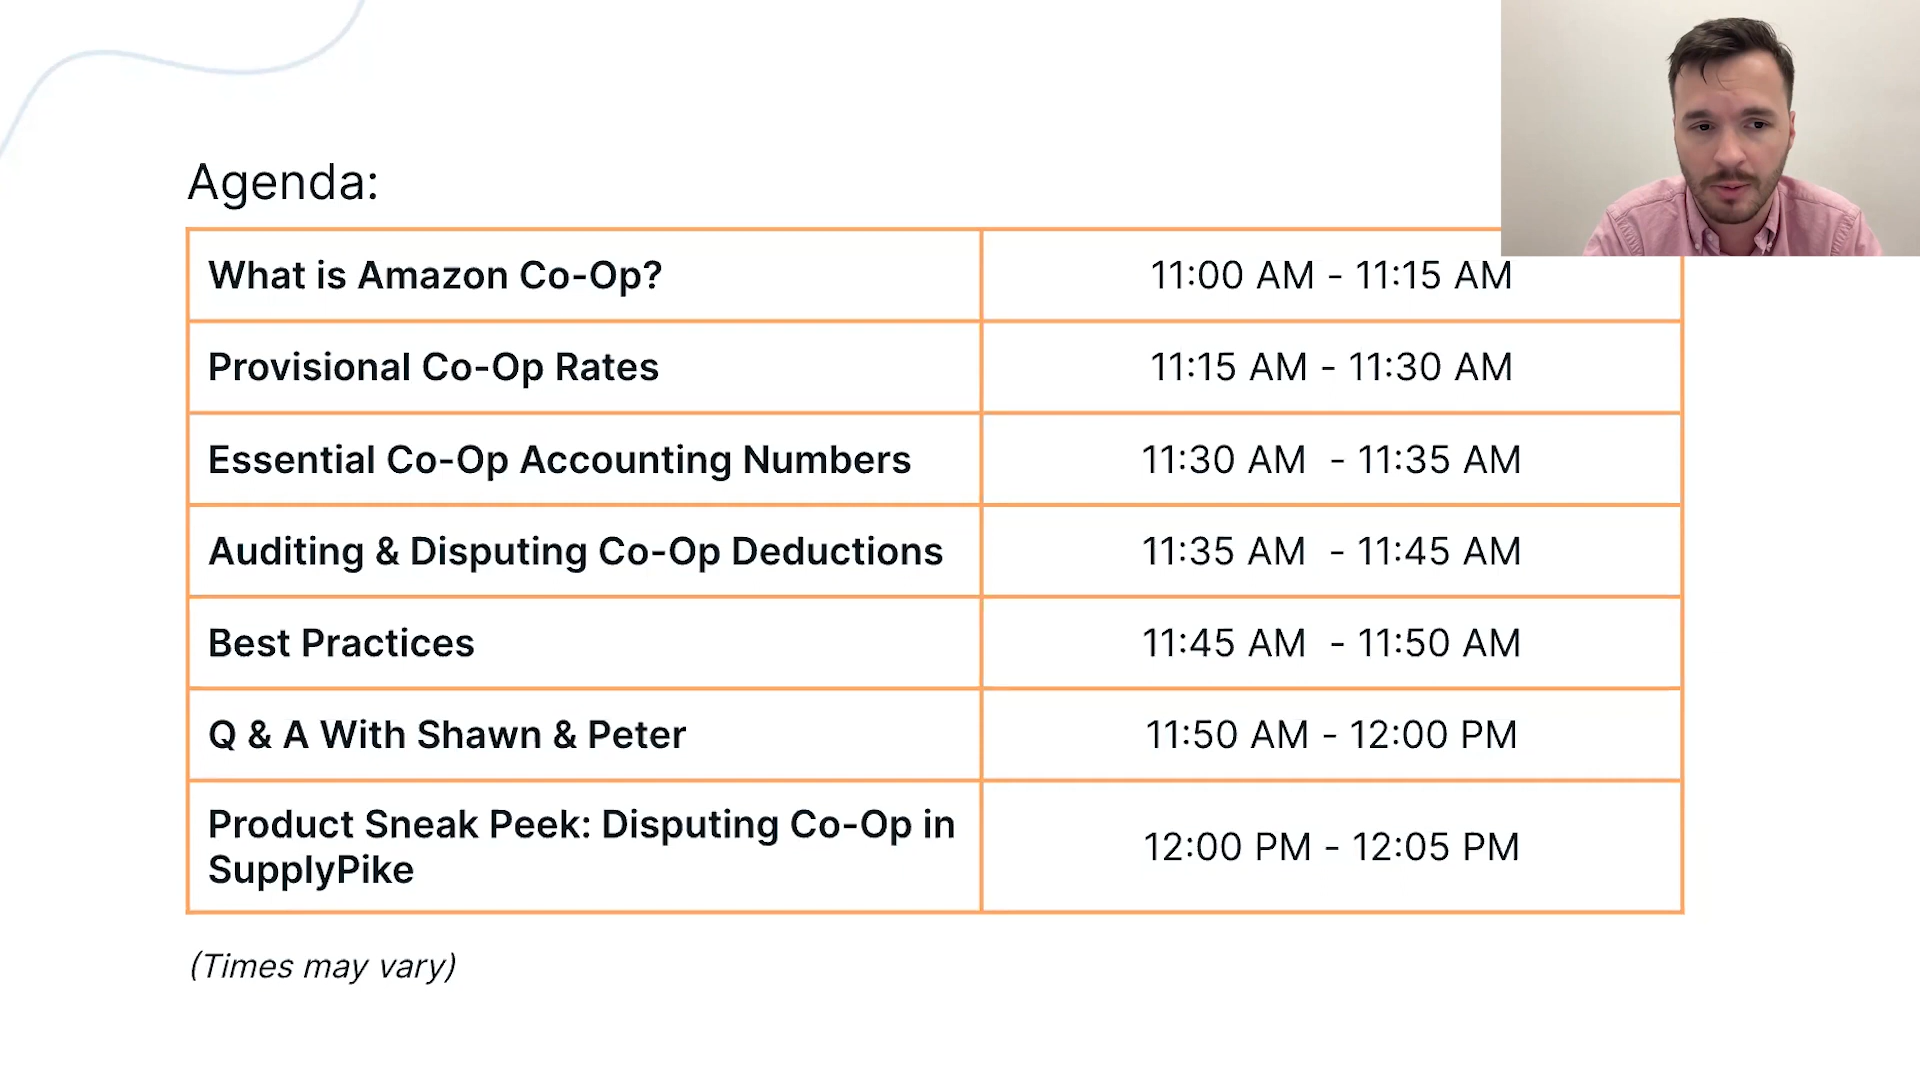 Agenda:
What is Amazon Co-Op?
11:00 AM - 11:15 AM
Provisional Co-Op Rates
11:15 AM - 11:30 AM
Essential Co-Op Accounting Numbers
11:30 AM - 11:35 AM
Auditing & Disputing Co-Op Deductions
11:35 AM - 11:45 AM
Best Practices
11:45 AM - 11:50 AM
Q & A With Shawn & Peter
11:50 AM - 12:00 PM
Product Sneak Peek: Disputing Co-Op in
SupplyPike
12:00 PM - 12:05 PM
(Times may vary)